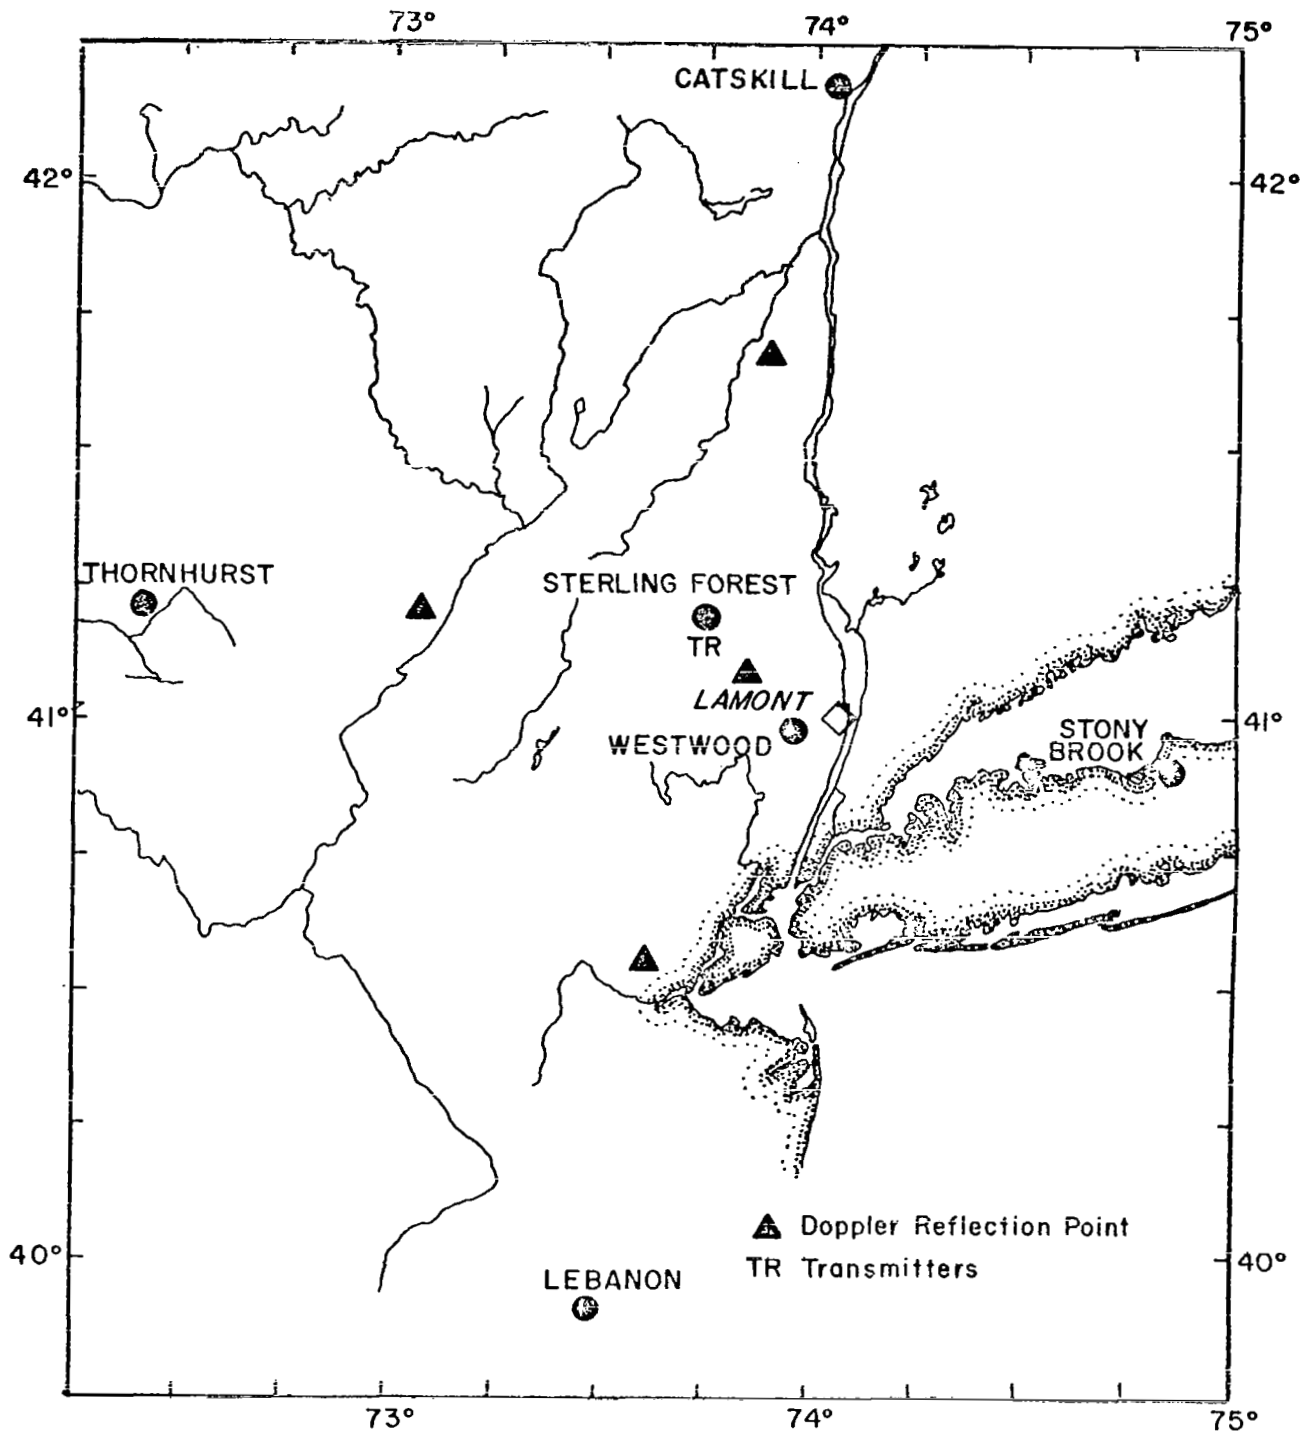 73° 74° 75°
CATSKILL
42° 42°
THORNHURST
STERLING FOREST
TR
LAMONT
41° 41°
WESTWOOD
STONY
BROOK
Doppler Reflection Point
TR Transmitters
40° 40°
LEBANON
73° 74° 75°